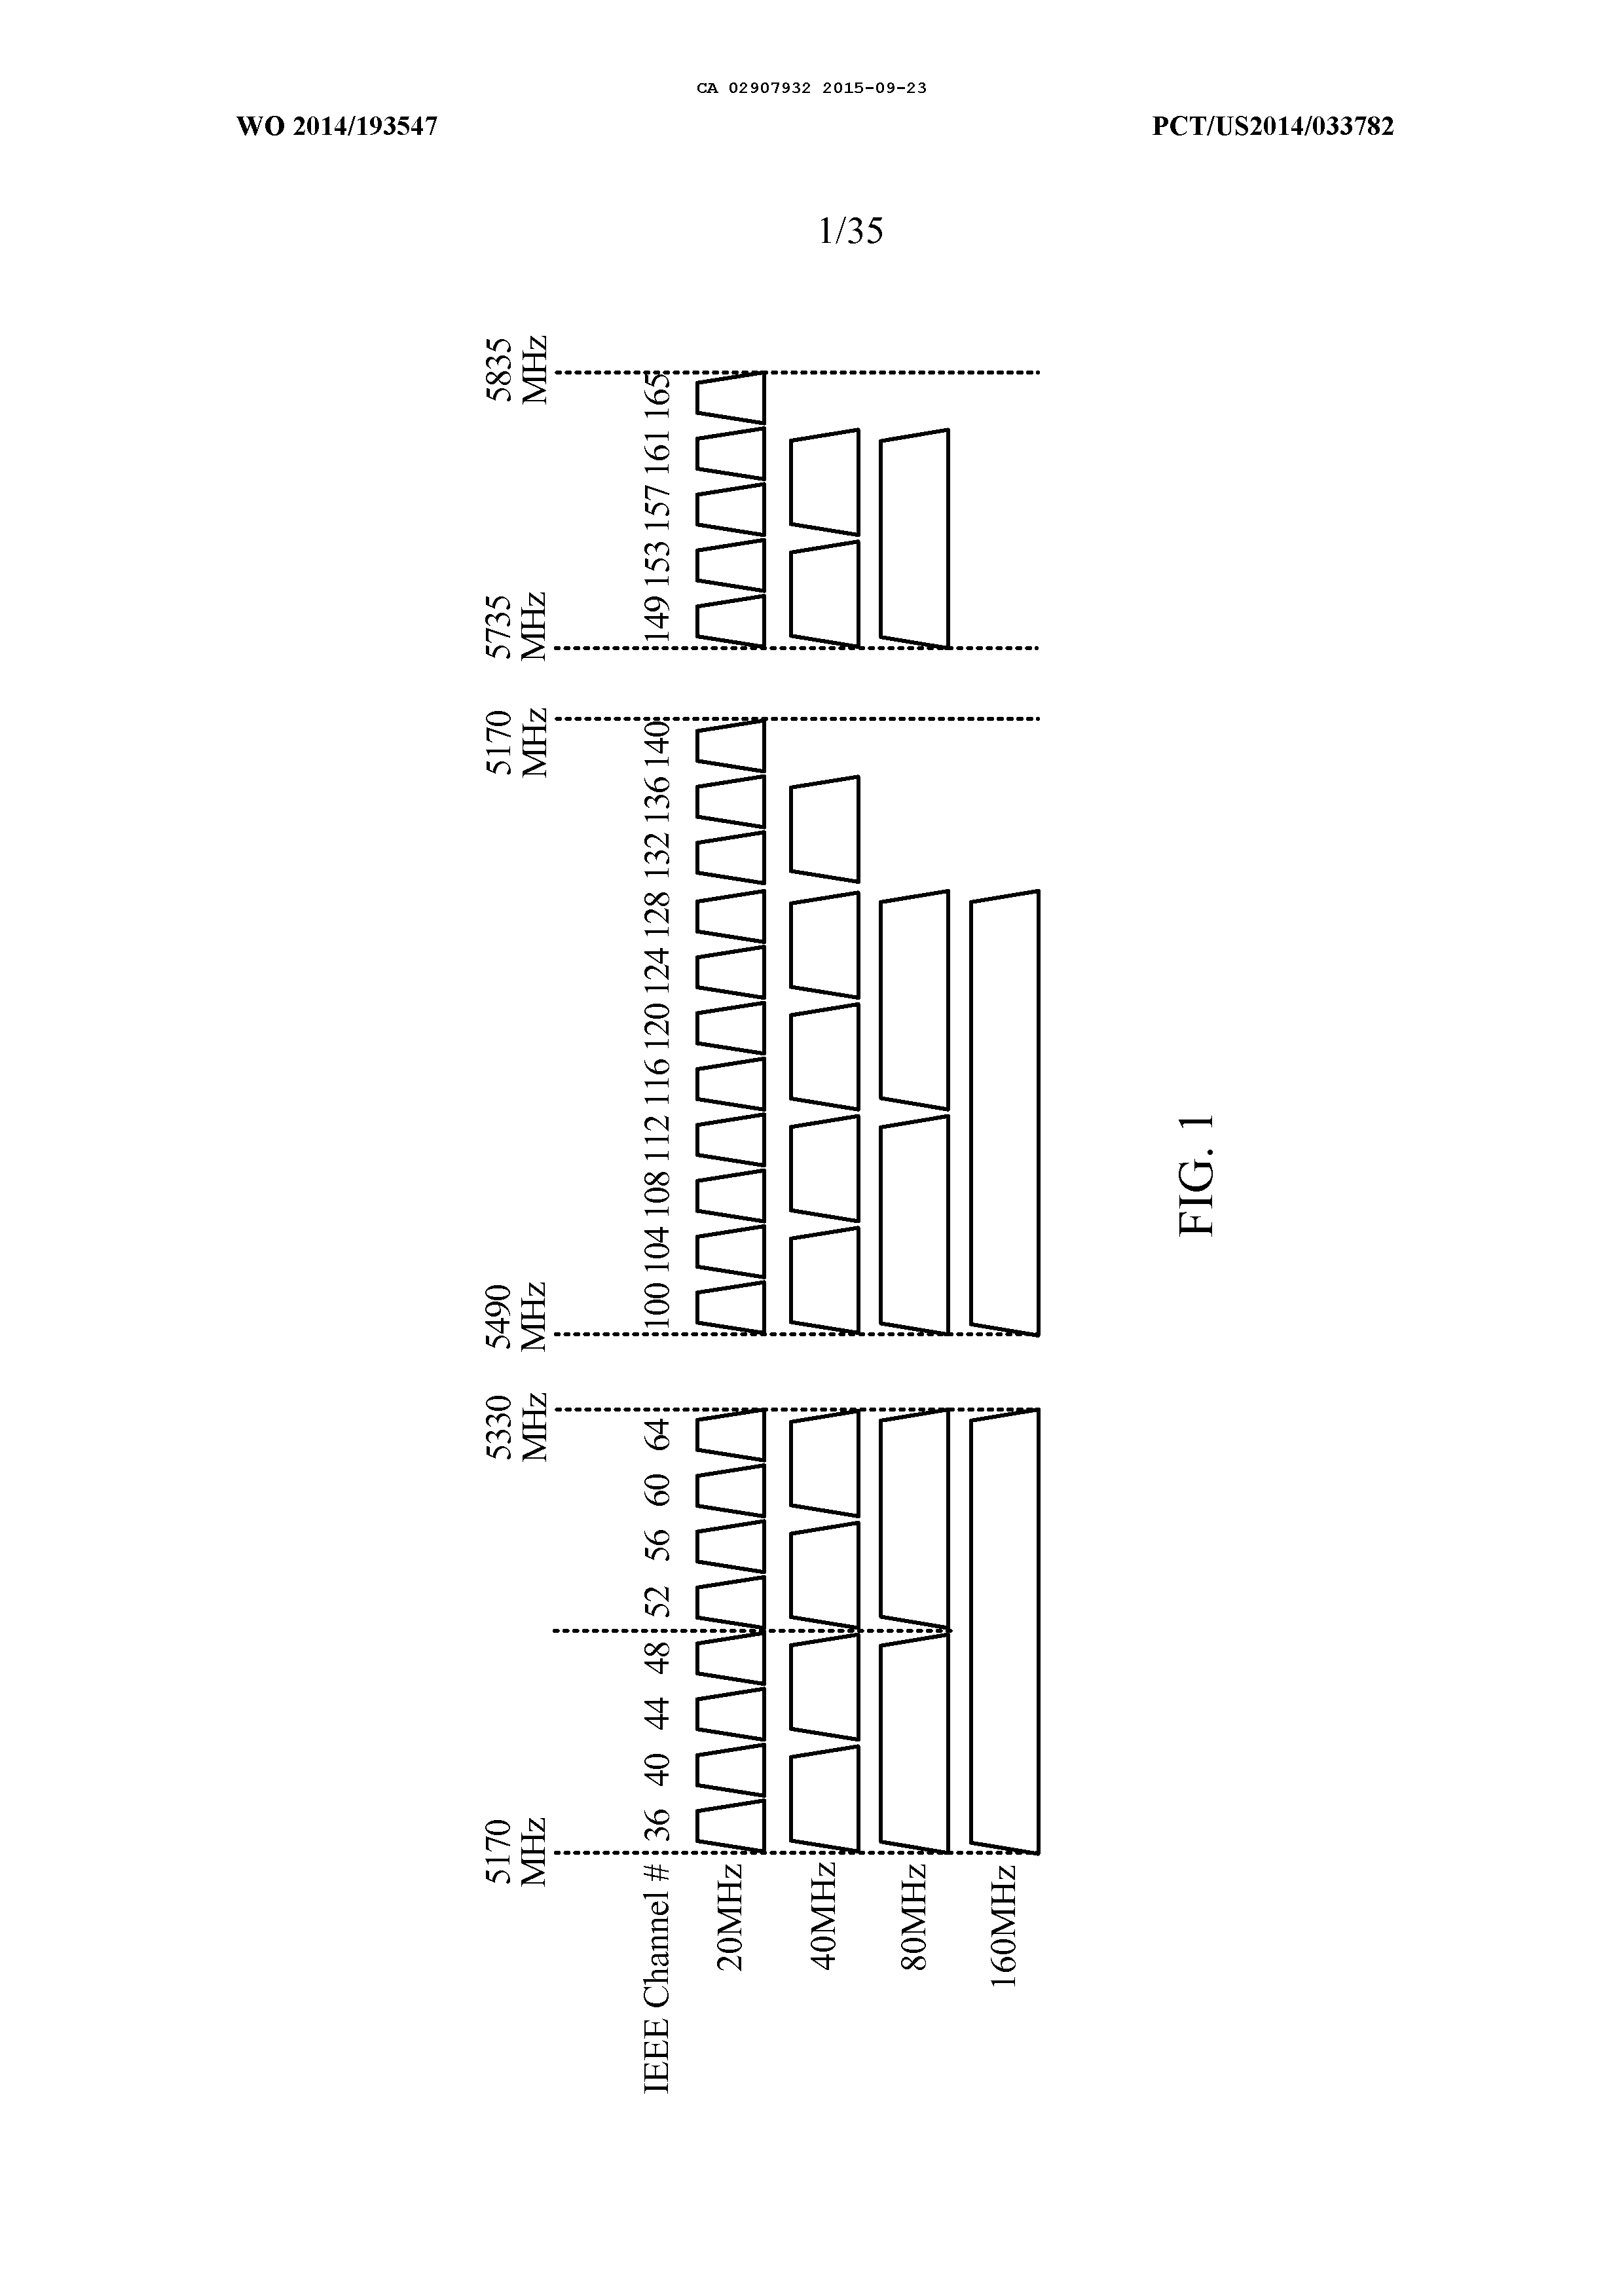 CA 02907932 2015-09-23
WO 2014/193547
PCT/US2014/033782
1/35
5170
MHz
5330
MHz
5490
MHz
5170
MHz
5735
MHz
5835
MHz
IEEE Channel # 36 40 44 48 52 56 60 64 100 104 108 112 116 120 124 128 132 136 140 149 153 157 161 165
20MHz
40MHz
80MHz
160MHz
FIG. 1